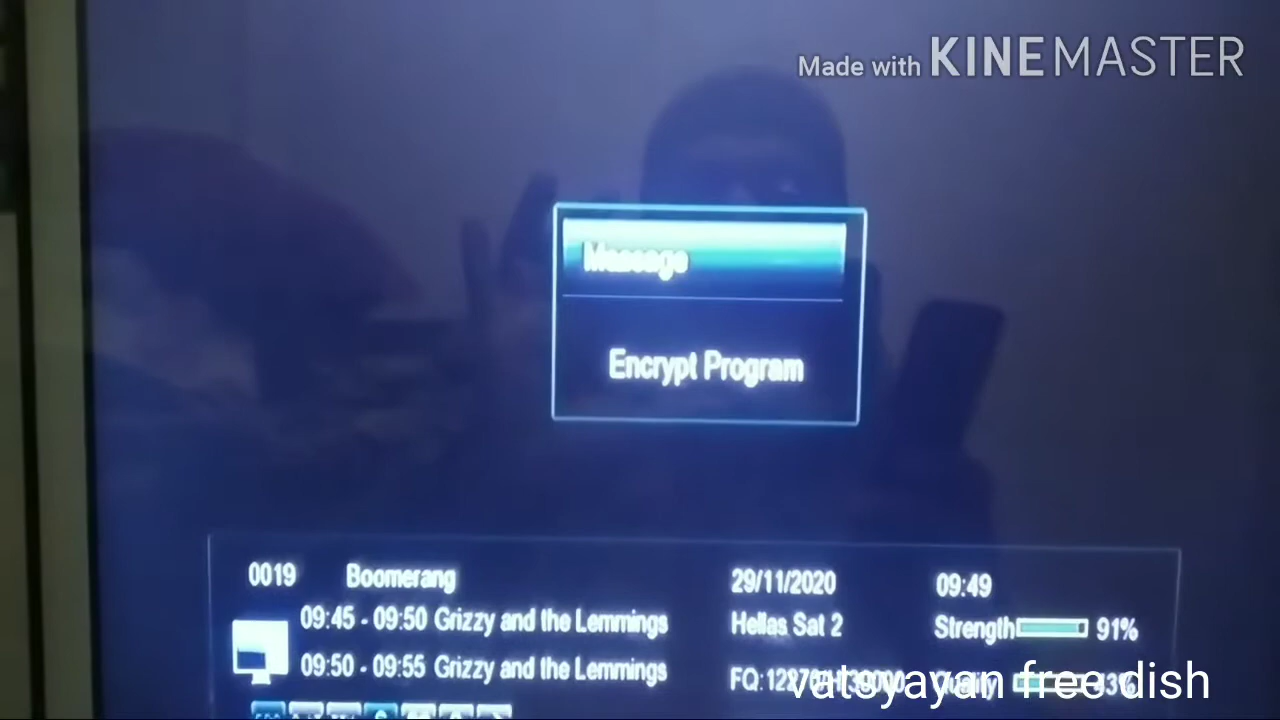 Made with KINEMASTER
Message
Encrypt Program
0019 Boomerang 29/11/2020 09:49
09:45 - 09:50 Grizzy and the Lemmings Hellas Sat 2 Strength 91%
09:50 - 09:55 Grizzy and the Lemmings FQ:
vatsyayan free dish